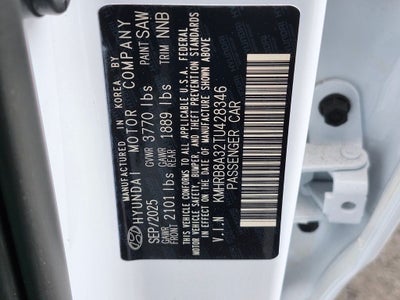 MANUFACTURED IN KOREA BY
HYUNDAI MOTOR COMPANY
SEP/2025 GVWR 3770 lbs PAINT SAW
GAWR FRONT 2101 lbs GAWR REAR 1889 lbs TRIM NNB
THIS VEHICLE CONFORMS TO ALL APPLICABLE U.S.A. FEDERAL
MOTOR VEHICLE SAFETY, BUMPER, AND THEFT PREVENTION STANDARDS
IN EFFECT ON THE DATE OF MANUFACTURE SHOWN ABOVE.
V.I.N KMHRB8A32TU428346
PASSENGER CAR